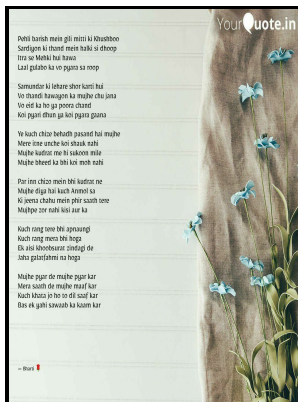 YourQuote.in
Pehli barish mein gili mitti ki Khushboo
Sardiyon ki thand mein halki si dhoop
Itra se Mehki hui hawa
Laal gulabo ka vo pyara sa roop
Samundar ki lehare shor karti hui
Vo thandi hawayon ka mujhe chu jana
Vo eid ka ho ya poora chand
Koi pyari dhun ya koi pyara gaana
Ye kuch chize behadh pasand hai mujhe
Mere itne unche koi shauk nahi
Mujhe kudrat me hi sukoon mile
Mujhe bheed ka bhi koi moh nahi
Par inn chizo mein bhi kudrat ne
Mujhe diya hai kuch Anmol sa
Ki jeena chahu mein phir saath tere
Mujhpe zor nahi kisi aur ka
Kuch rang tere bhi apnaungi
Kuch rang mera bhi hoga
Ek aisi khoobsurat zindagi de
Jaha galatfahmi na hoga
Mujhe pyar de mujhe pyar kar
Mera saath de mujhe maaf kar
Kuch khata jo ho to dil saaf kar
Bas ek yahi sawaab ka kaam kar
— Bharti